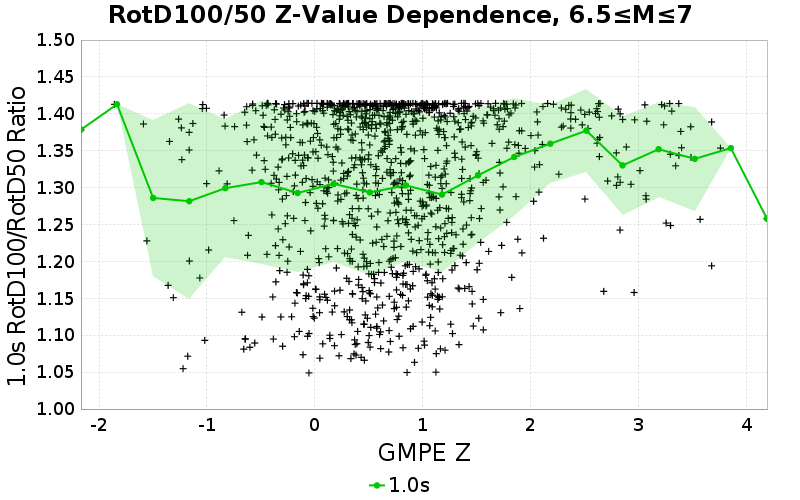 RotD100/50 Z-Value Dependence, 6.5≤M≤7
1.50
1.45
1.40
1.35
1.30
1.25
1.20
1.15
1.10
1.05
1.00
1.0s RotD100/RotD50 Ratio
-2 -1 0 1 2 3 4
GMPE Z
1.0s